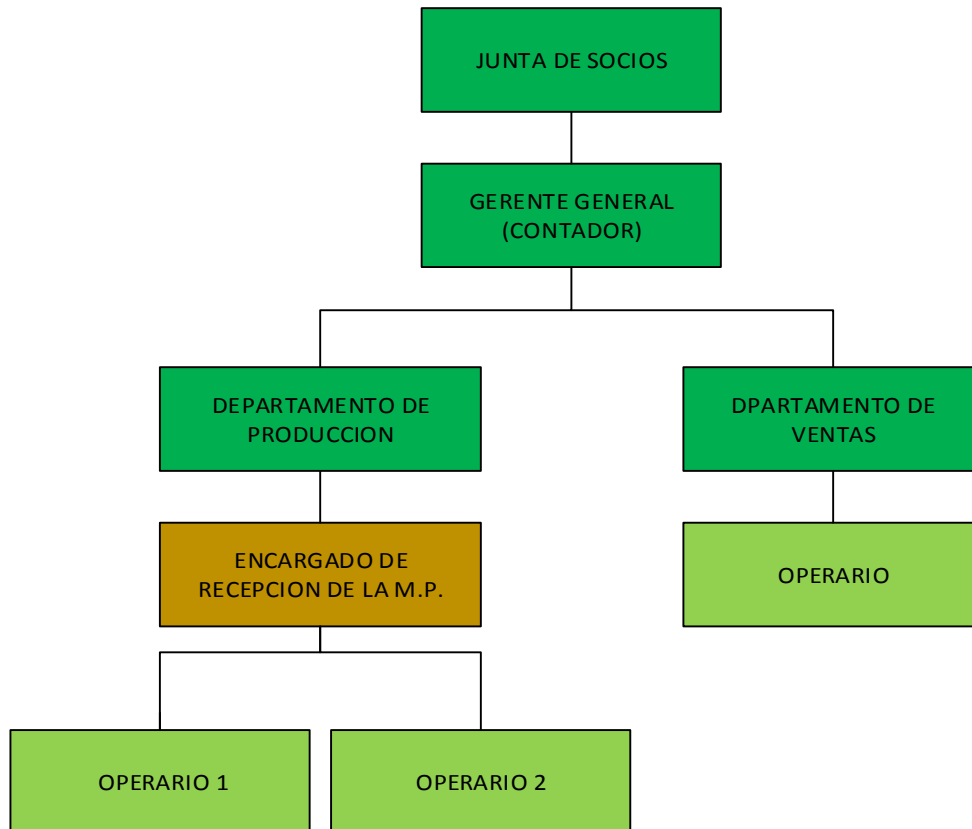 JUNTA DE SOCIOS
GERENTE GENERAL
(CONTADOR)
DEPARTAMENTO DE
PRODUCCION
DPARTAMENTO DE
VENTAS
ENCARGADO DE
RECEPCION DE LA M.P.
OPERARIO
OPERARIO 1
OPERARIO 2